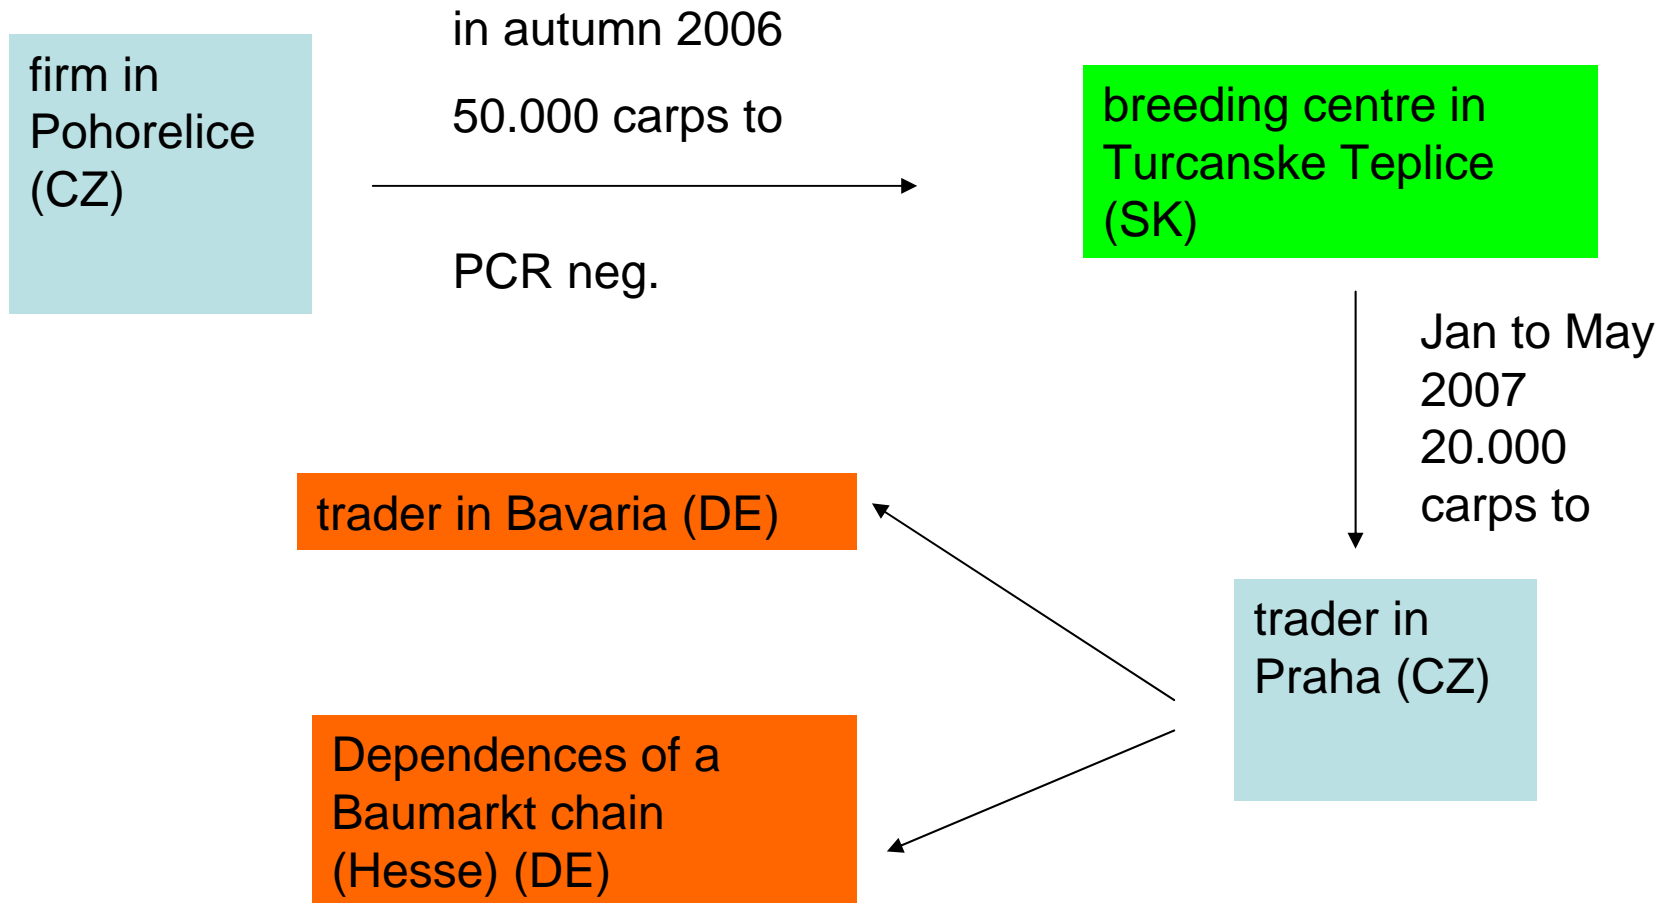 firm in
Pohorelice
(CZ)
in autumn 2006
50.000 carps to
PCR neg.
breeding centre in
Turcanske Teplice
(SK)
Jan to May
2007
20.000
carps to
trader in Bavaria (DE)
trader in
Praha (CZ)
Dependences of a
Baumarkt chain
(Hesse) (DE)